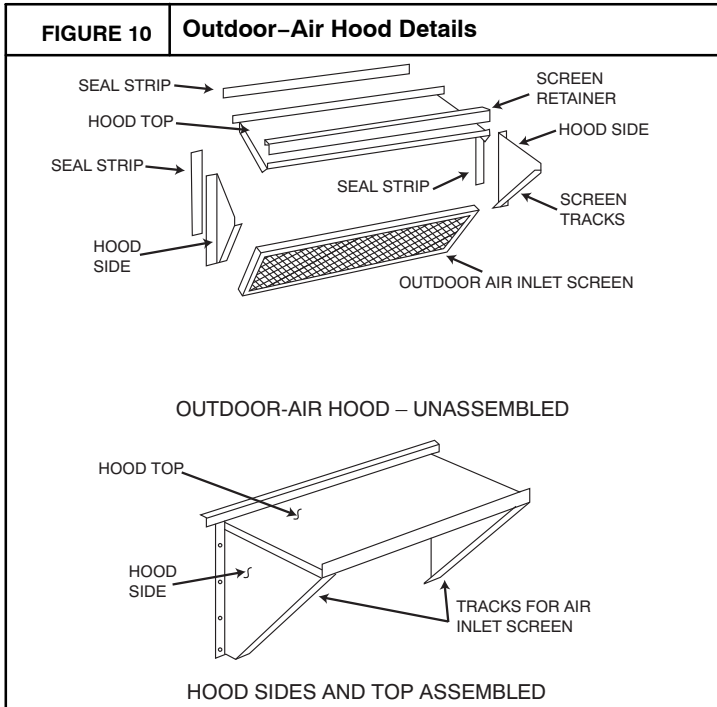 FIGURE 10
Outdoor–Air Hood Details
SEAL STRIP
HOOD TOP
SEAL STRIP
HOOD
SIDE
SCREEN
RETAINER
HOOD SIDE
SEAL STRIP
SCREEN
TRACKS
OUTDOOR AIR INLET SCREEN
OUTDOOR-AIR HOOD – UNASSEMBLED
HOOD TOP
HOOD
SIDE
TRACKS FOR AIR
INLET SCREEN
HOOD SIDES AND TOP ASSEMBLED